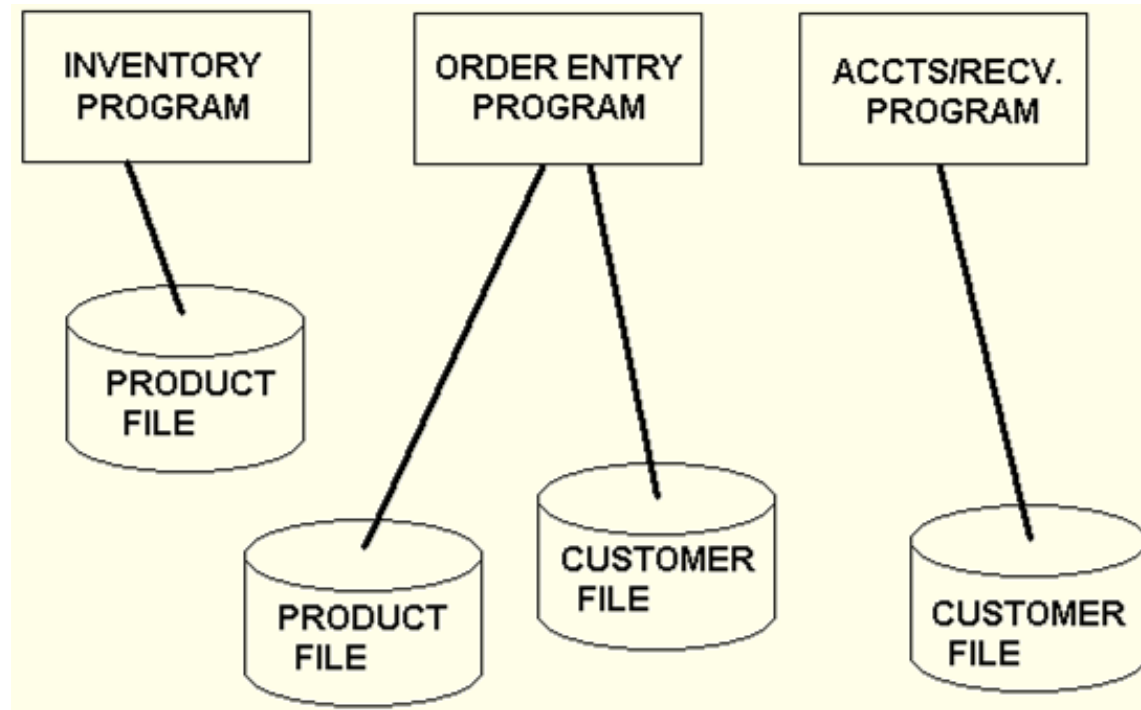 INVENTORY
PROGRAM
ORDER ENTRY
PROGRAM
ACCTS/RECV.
PROGRAM
PRODUCT
FILE
PRODUCT
FILE
CUSTOMER
FILE
CUSTOMER
FILE